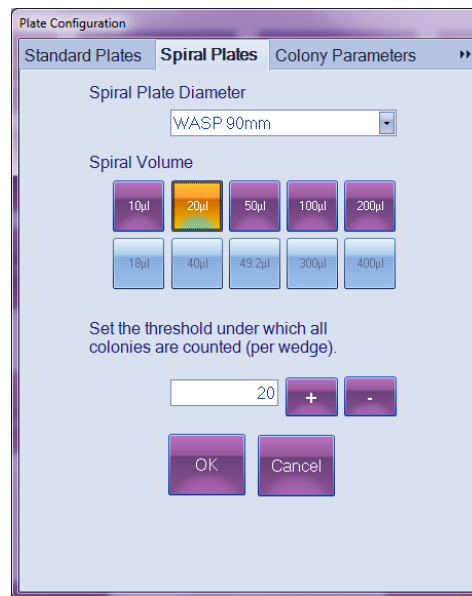 Plate Configuration
Standard Plates Spiral Plates Colony Parameters
Spiral Plate Diameter
WASP 90mm
Spiral Volume
10µl 20µl 50µl 100µl 200µl
18µl 40µl 49.2µl 300µl 400µl
Set the threshold under which all
colonies are counted (per wedge).
20 + -
OK Cancel